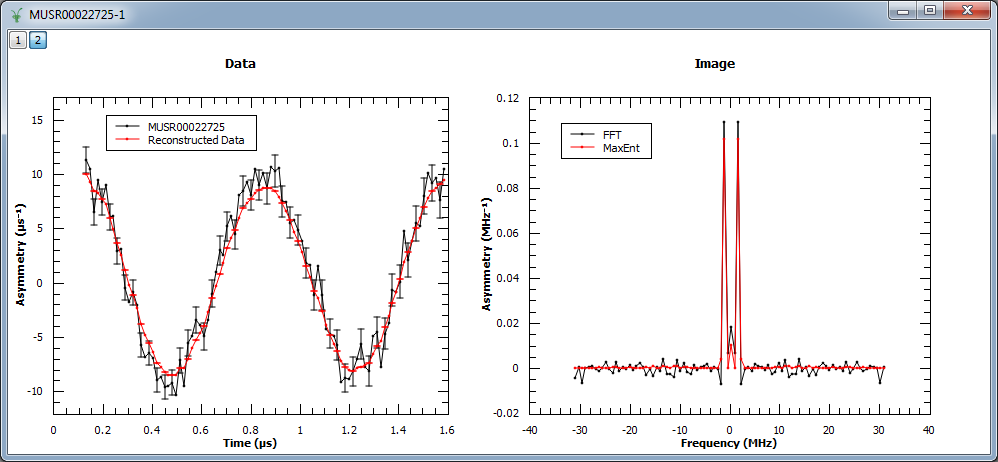 MUSR00022725-1
1 2
Data
Asymmetry (µs⁻¹)
15
10
5
0
-5
-10
MUSR00022725
Reconstructed Data
0 0.2 0.4 0.6 0.8 1 1.2 1.4 1.6
Time (µs)
Image
Asymmetry (MHz⁻¹)
0.12
0.1
0.08
0.06
0.04
0.02
0
-0.02
FFT
MaxEnt
-40 -30 -20 -10 0 10 20 30 40
Frequency (MHz)